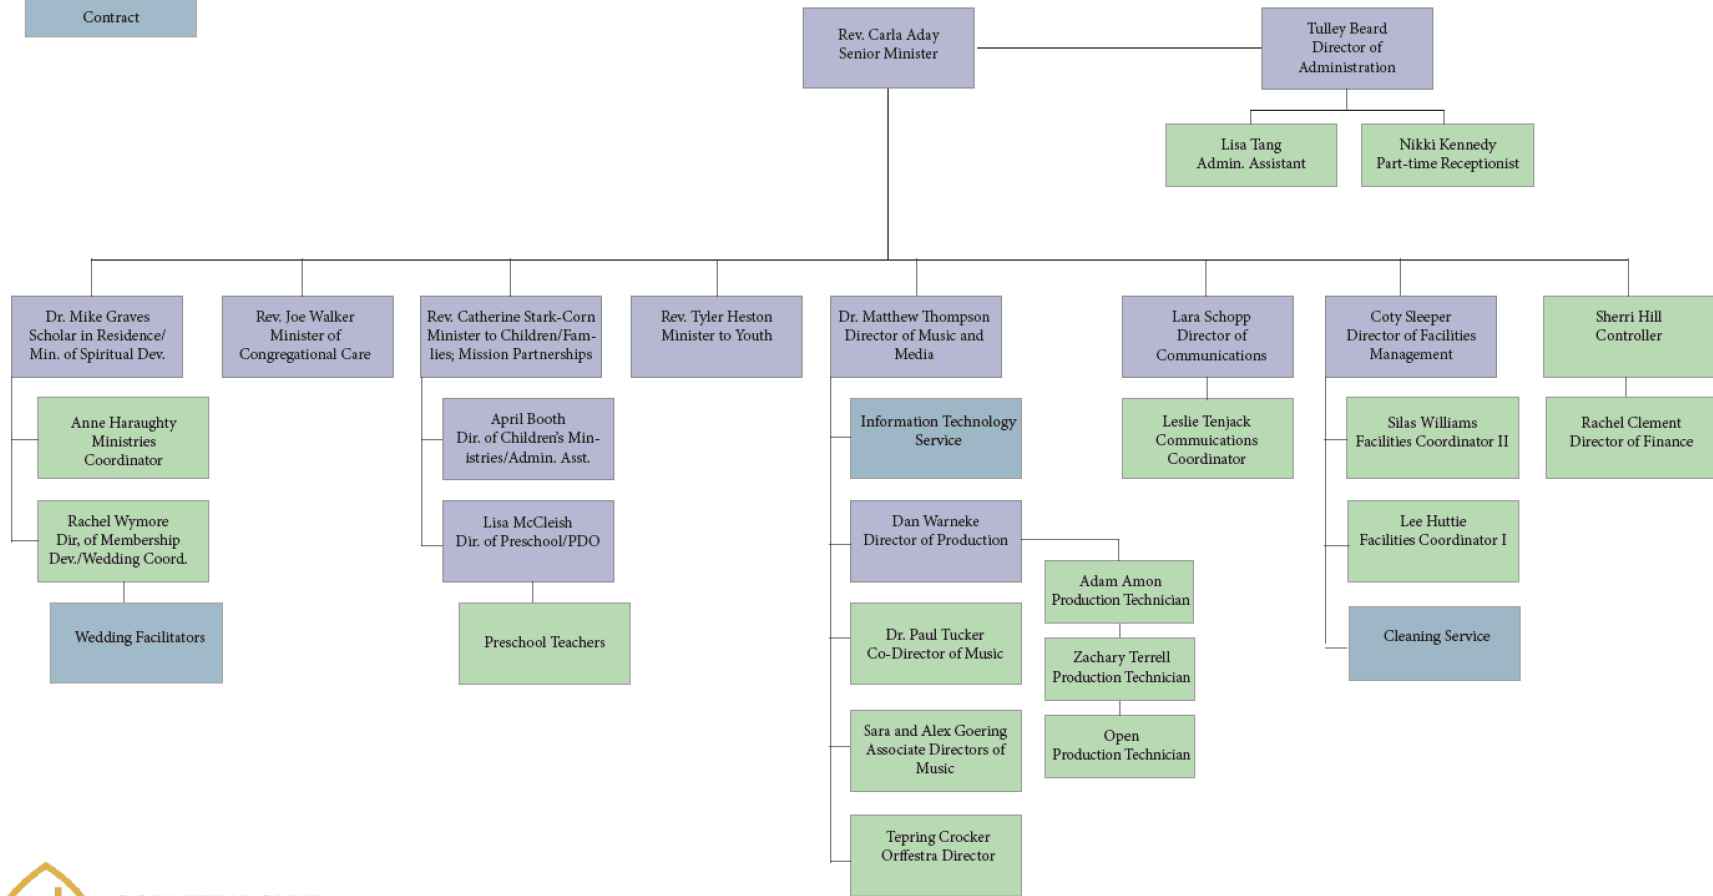 Contract
Rev. Carla Aday
Senior Minister
Tulley Beard
Director of
Administration
Lisa Tang
Admin. Assistant
Nikki Kennedy
Part-time Receptionist
Dr. Mike Graves
Scholar in Residence/
Min. of Spiritual Dev.
Rev. Joe Walker
Minister of
Congregational Care
Rev. Catherine Stark-Corn
Minister to Children/Fam-
lies; Mission Partnerships
Rev. Tyler Heston
Minister to Youth
Dr. Matthew Thompson
Director of Music and
Media
Lara Schopp
Director of
Communications
Coty Sleeper
Director of Facilities
Management
Sherri Hill
Controller
Anne Haraughty
Ministries
Coordinator
April Booth
Dir. of Children's Min-
istries/Admin. Asst.
Information Technology
Service
Leslie Tenjack
Commuications
Coordinator
Silas Williams
Facilities Coordinator II
Rachel Clement
Director of Finance
Rachel Wymore
Dir, of Membership
Dev./Wedding Coord.
Lisa McCleish
Dir. of Preschool/PDO
Dan Warneke
Director of Production
Lee Huttie
Facilities Coordinator I
Adam Amon
Production Technician
Wedding Facilitators
Preschool Teachers
Dr. Paul Tucker
Co-Director of Music
Zachary Terrell
Production Technician
Cleaning Service
Sara and Alex Goering
Associate Directors of
Music
Open
Production Technician
Tepring Crocker
Orffestra Director